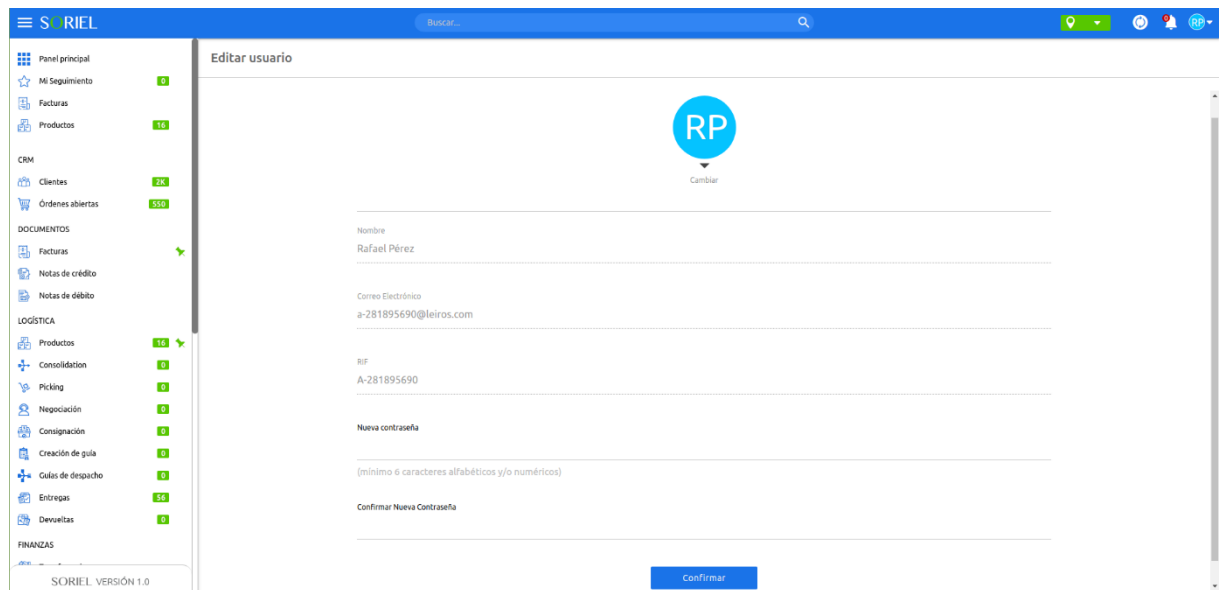 SORIEL
Buscar...
0
RP
Panel principal
Mi Seguimiento 0
Facturas
Productos 16
CRM
Clientes 2K
Órdenes abiertas 550
DOCUMENTOS
Facturas
Notas de crédito
Notas de débito
LOGÍSTICA
Productos 16
Consolidation 0
Picking 0
Negociación 0
Consignación 0
Creación de guía 0
Guías de despacho 0
Entregas 56
Devueltas 0
FINANZAS
SORIEL VERSIÓN 1.0
Editar usuario
RP
Cambiar
Nombre
Rafael Pérez
Correo Electrónico
a-281895690@leiros.com
RIF
A-281895690
Nueva contraseña
(mínimo 6 caracteres alfabéticos y/o numéricos)
Confirmar Nueva Contraseña
Confirmar